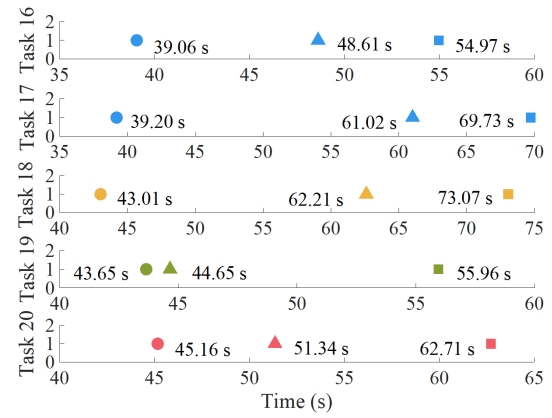 Task 16
2
1
0
39.06 s
48.61 s
54.97 s
35 40 45 50 55 60
Task 17
2
1
0
39.20 s
61.02 s
69.73 s
35 40 45 50 55 60 65 70
Task 18
2
1
0
43.01 s
62.21 s
73.07 s
40 45 50 55 60 65 70 75
Task 19
2
1
0
43.65 s
44.65 s
55.96 s
40 45 50 55 60
Task 20
2
1
0
45.16 s
51.34 s
62.71 s
40 45 50 55 60 65
Time (s)